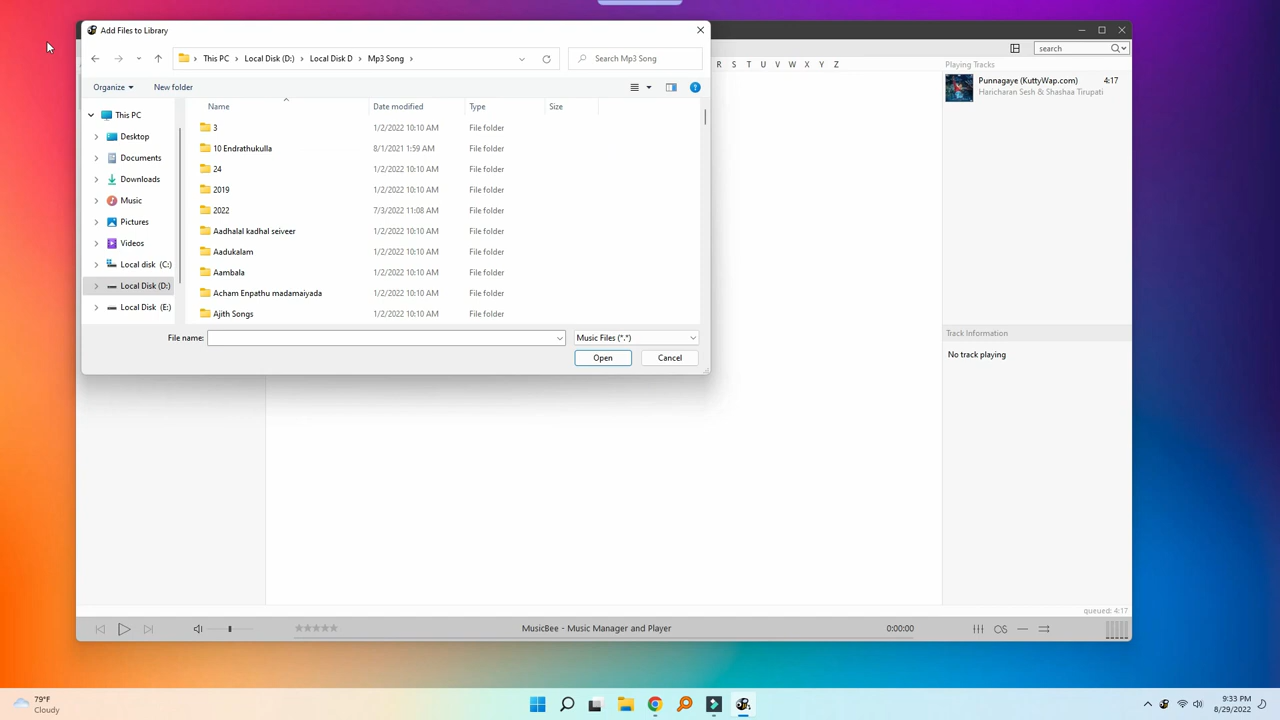 Add Files to Library
This PC > Local Disk (D:) > Local Disk D > Mp3 Song >
Search Mp3 Song
search
Organize
New folder
R S T U V W X Y Z
Playing Tracks
Punnagaye (KuttyWap.com) 4:17
Haricharan Sesh & Shashaa Tirupati
Name Date modified Type Size
This PC
Desktop
Documents
Downloads
Music
Pictures
Videos
Local disk (C:)
Local Disk (D:)
Local Disk (E:)
3 1/2/2022 10:10 AM File folder
10 Endrathukulla 8/1/2021 1:59 AM File folder
24 1/2/2022 10:10 AM File folder
2019 1/2/2022 10:10 AM File folder
2022 7/3/2022 11:08 AM File folder
Aadhalal kadhal seiveer 1/2/2022 10:10 AM File folder
Aadukalam 1/2/2022 10:10 AM File folder
Aambala 1/2/2022 10:10 AM File folder
Acham Enpathu madamaiyada 1/2/2022 10:10 AM File folder
Ajith Songs 1/2/2022 10:10 AM File folder
File name:
Music Files (*.*)
Open
Cancel
Track Information
No track playing
queued: 4:17
MusicBee - Music Manager and Player
0:00:00
79°F
Cloudy
9:33 PM
8/29/2022